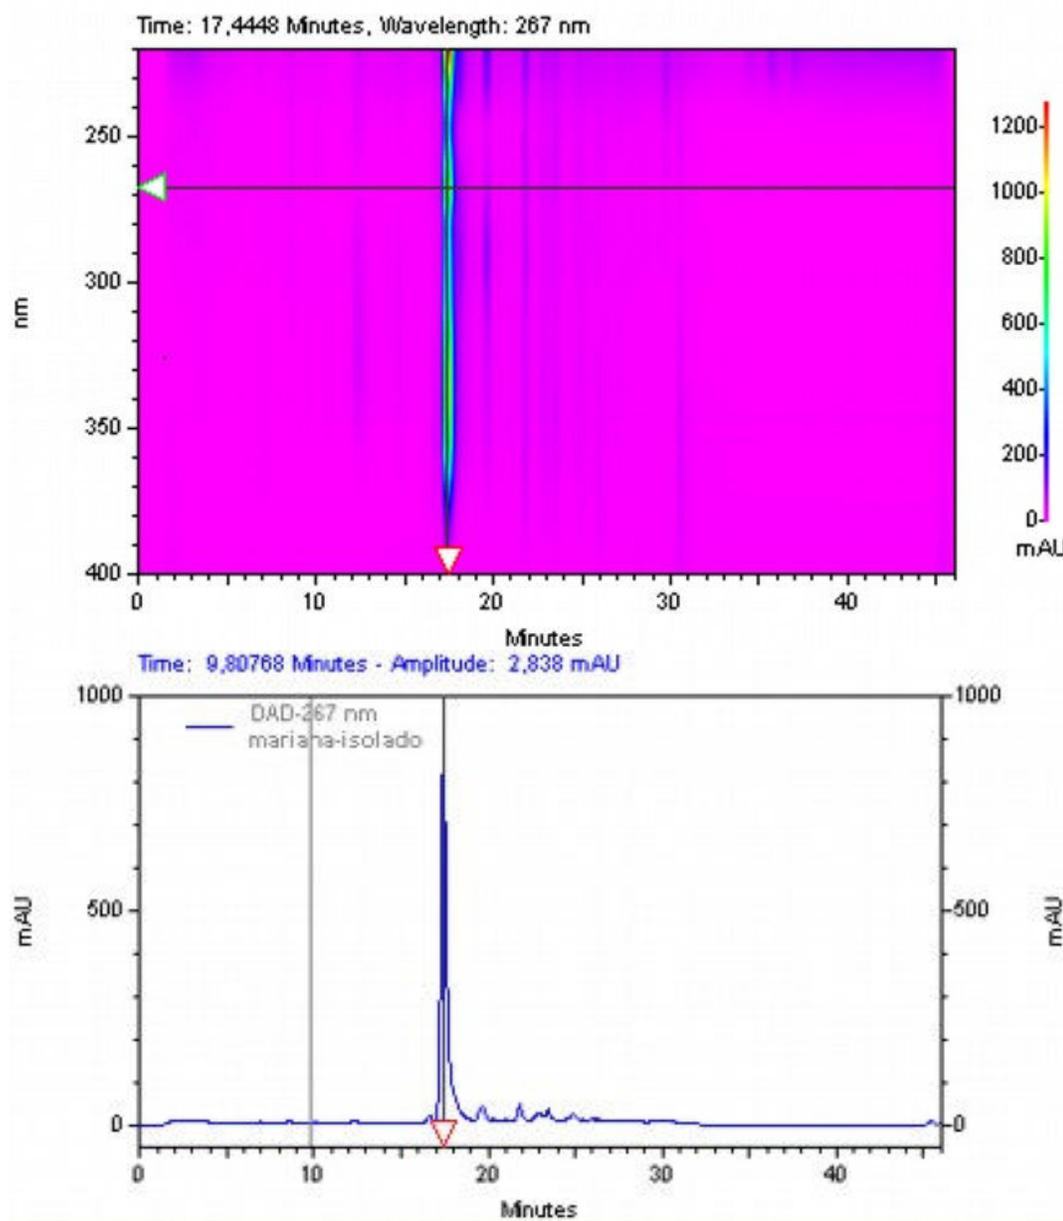 Time: 17,4448 Minutes, Wavelength: 267 nm
250
300
350
400
nm
0 10 20 30 40
Minutes
1200
1000
800
600
400
200
0
mAU
Time: 9,80768 Minutes - Amplitude: 2,838 mAU
DAD-267 nm
mariana-isolado
1000
500
0
mAU
1000
500
0
mAU
0 10 20 30 40
Minutes